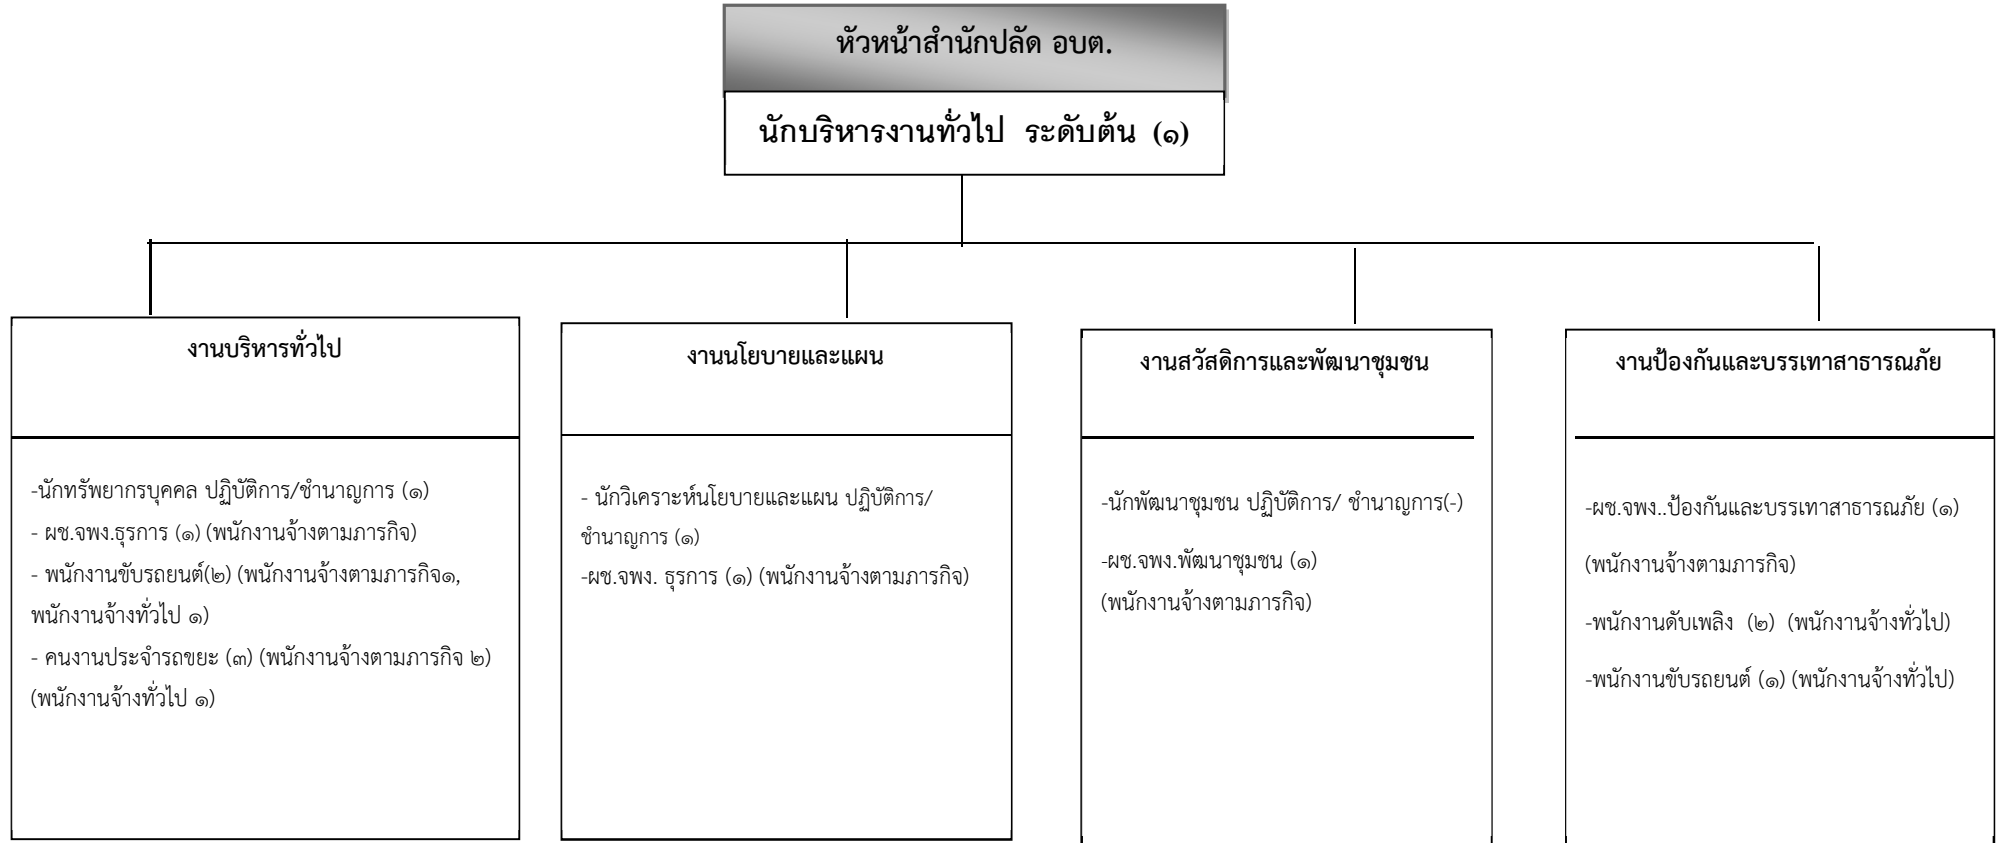 หัวหน้าสำนักปลัด อบต.
นักบริหารงานทั่วไป ระดับต้น (๑)
งานบริหารทั่วไป
-นักทรัพยากรบุคคล ปฏิบัติการ/ชำนาญการ (๑)
- ผช.จพง.ธุรการ (๑) (พนักงานจ้างตามภารกิจ)
- พนักงานขับรถยนต์(๒) (พนักงานจ้างตามภารกิจ๑,
พนักงานจ้างทั่วไป ๑)
- คนงานประจำรถขยะ (๓) (พนักงานจ้างตามภารกิจ ๒)
(พนักงานจ้างทั่วไป ๑)
งานนโยบายและแผน
- นักวิเคราะห์นโยบายและแผน ปฏิบัติการ/
ชำนาญการ (๑)
-ผช.จพง. ธุรการ (๑) (พนักงานจ้างตามภารกิจ)
งานสวัสดิการและพัฒนาชุมชน
-นักพัฒนาชุมชน ปฏิบัติการ/ ชำนาญการ(-)
-ผช.จพง.พัฒนาชุมชน (๑)
(พนักงานจ้างตามภารกิจ)
งานป้องกันและบรรเทาสาธารณภัย
-ผช.จพง..ป้องกันและบรรเทาสาธารณภัย (๑)
(พนักงานจ้างตามภารกิจ)
-พนักงานดับเพลิง (๒) (พนักงานจ้างทั่วไป)
-พนักงานขับรถยนต์ (๑) (พนักงานจ้างทั่วไป)